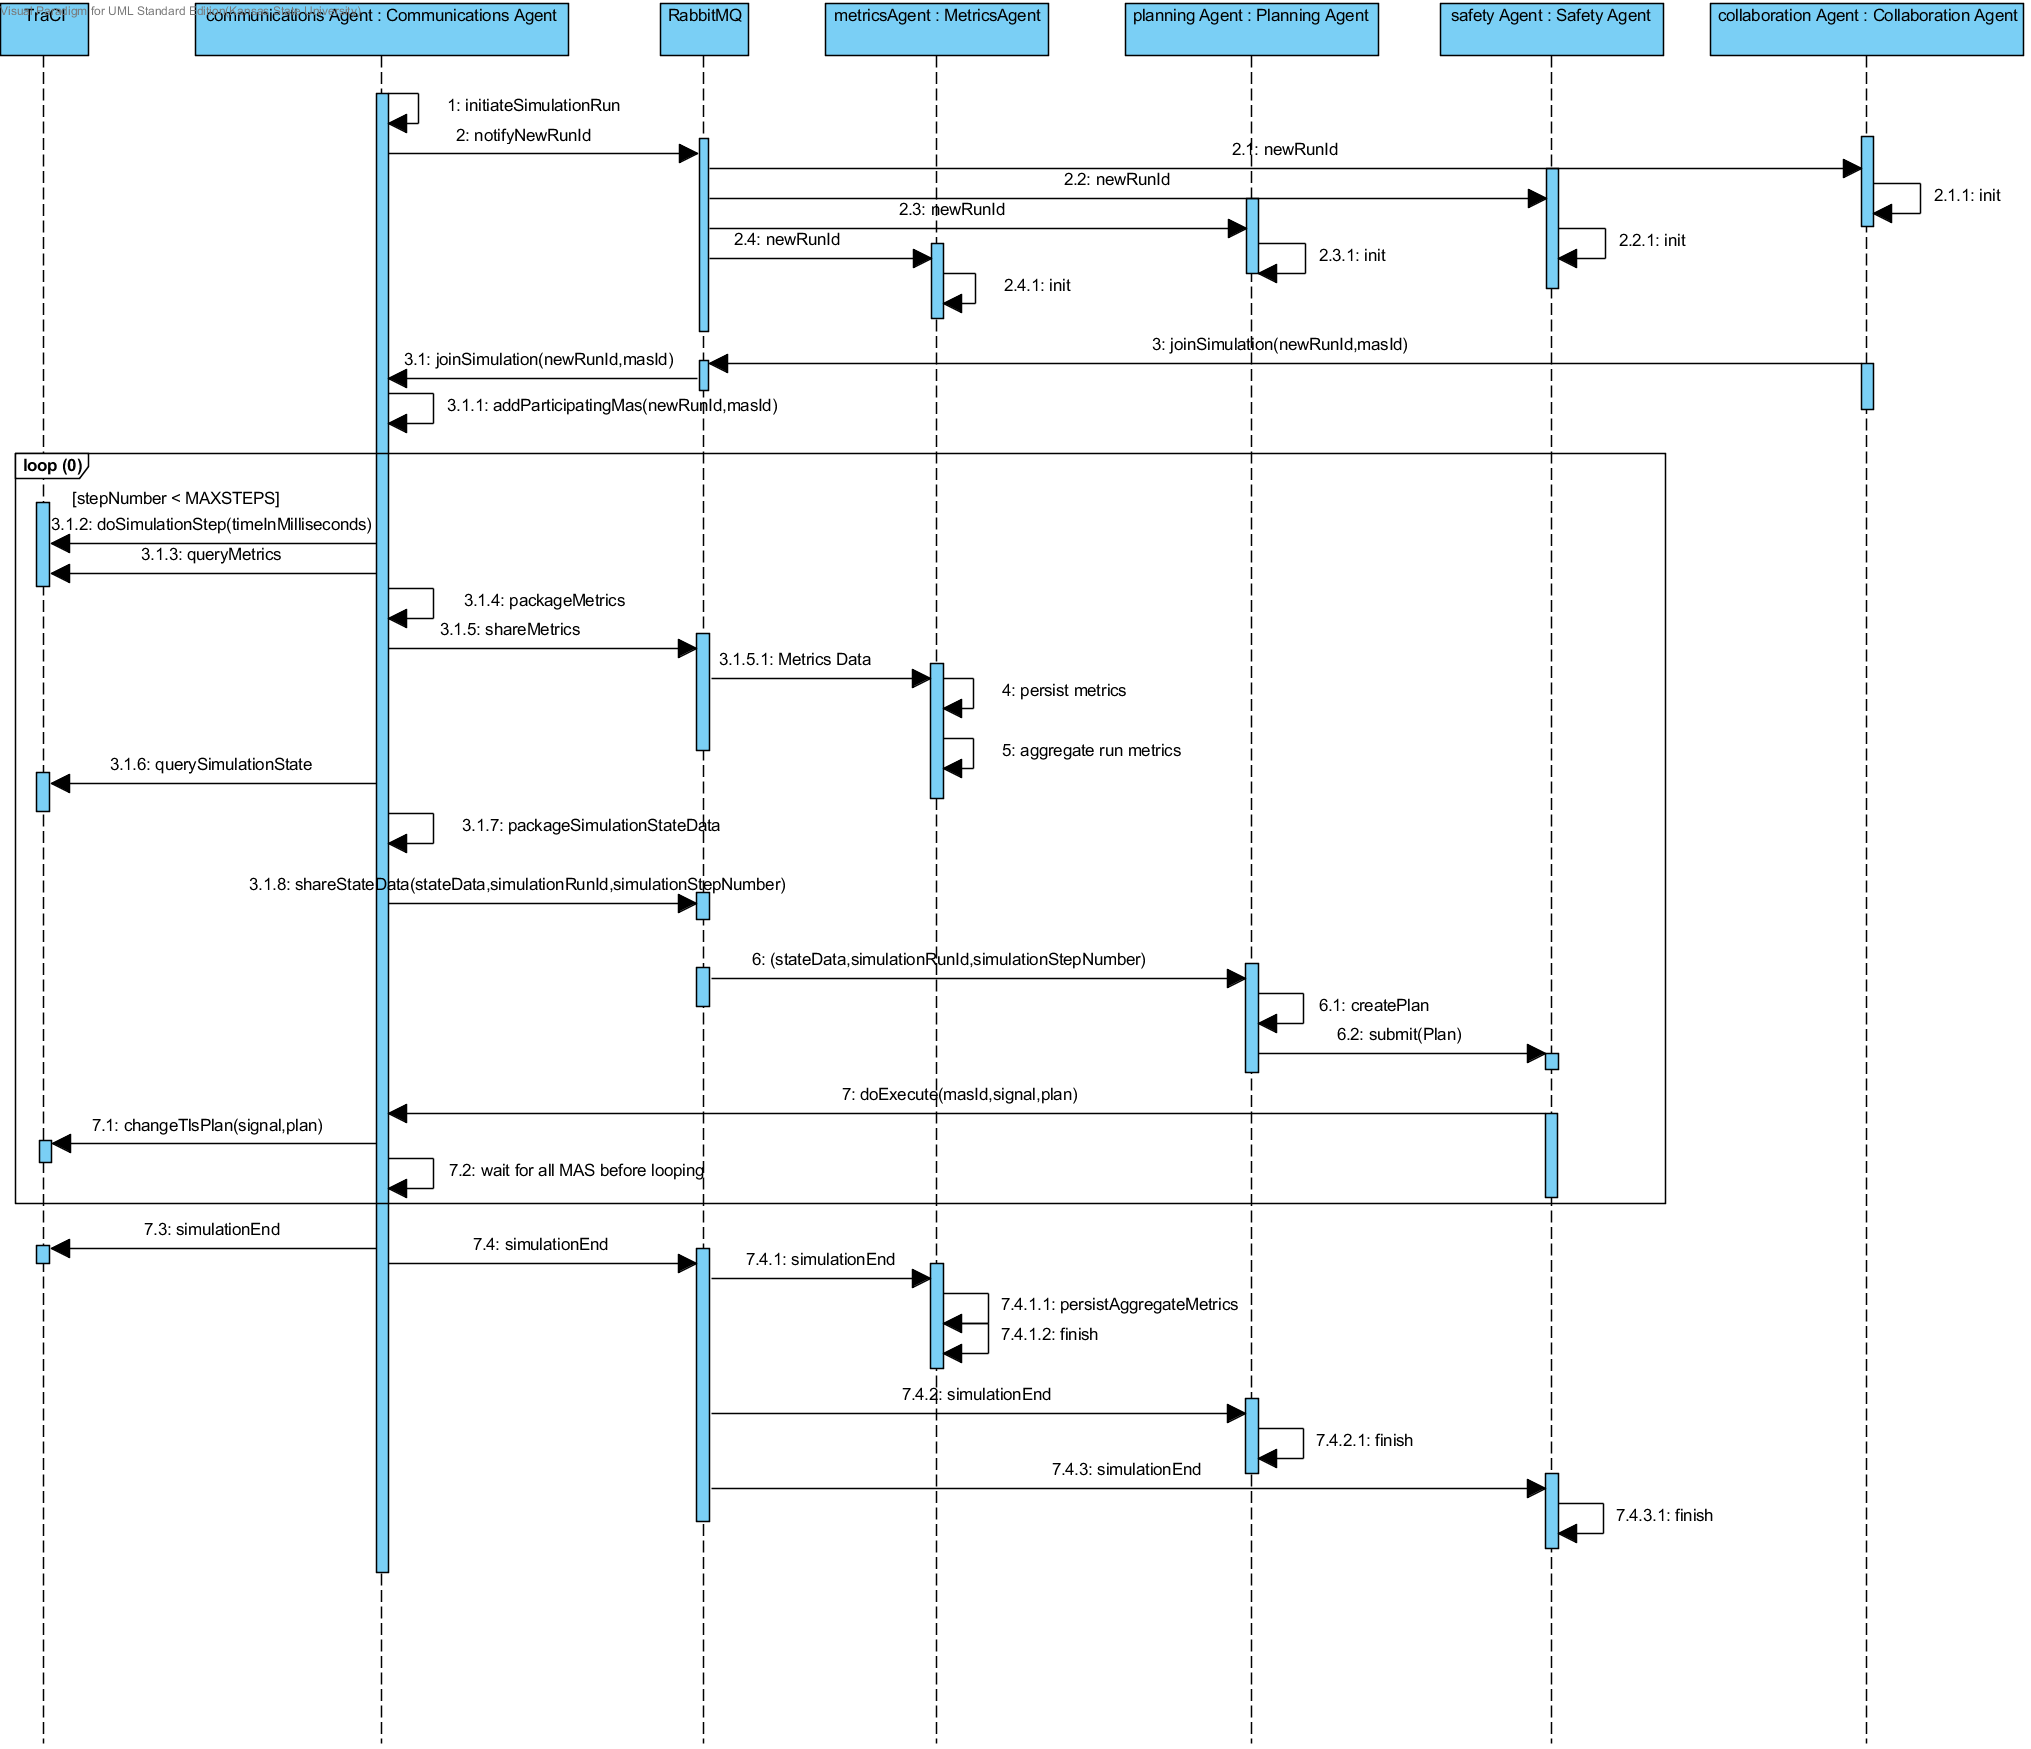 Visual Paradigm for UML Standard Edition(Kansas State University)
TraCI
communications Agent : Communications Agent
RabbitMQ
metricsAgent : MetricsAgent
planning Agent : Planning Agent
safety Agent : Safety Agent
collaboration Agent : Collaboration Agent
1: initiateSimulationRun
2: notifyNewRunId
2.1: newRunId
2.2: newRunId
2.1.1: init
2.3: newRunId
2.4: newRunId
2.2.1: init
2.3.1: init
2.4.1: init
3: joinSimulation(newRunId,masId)
3.1: joinSimulation(newRunId,masId)
3.1.1: addParticipatingMas(newRunId,masId)
loop (0)
[stepNumber < MAXSTEPS]
3.1.2: doSimulationStep(timeInMilliseconds)
3.1.3: queryMetrics
3.1.4: packageMetrics
3.1.5: shareMetrics
3.1.5.1: Metrics Data
4: persist metrics
5: aggregate run metrics
3.1.6: querySimulationState
3.1.7: packageSimulationStateData
3.1.8: shareStateData(stateData,simulationRunId,simulationStepNumber)
6: (stateData,simulationRunId,simulationStepNumber)
6.1: createPlan
6.2: submit(Plan)
7: doExecute(masId,signal,plan)
7.1: changeTlsPlan(signal,plan)
7.2: wait for all MAS before looping
7.3: simulationEnd
7.4: simulationEnd
7.4.1: simulationEnd
7.4.1.1: persistAggregateMetrics
7.4.1.2: finish
7.4.2: simulationEnd
7.4.2.1: finish
7.4.3: simulationEnd
7.4.3.1: finish